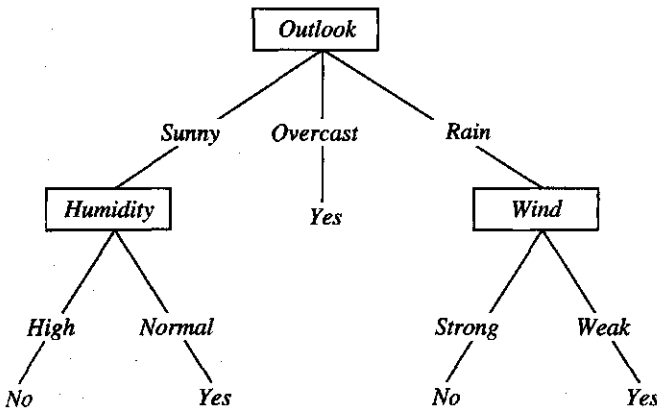 Outlook
Sunny Overcast Rain
Humidity Yes Wind
High Normal Strong Weak
No Yes No Yes